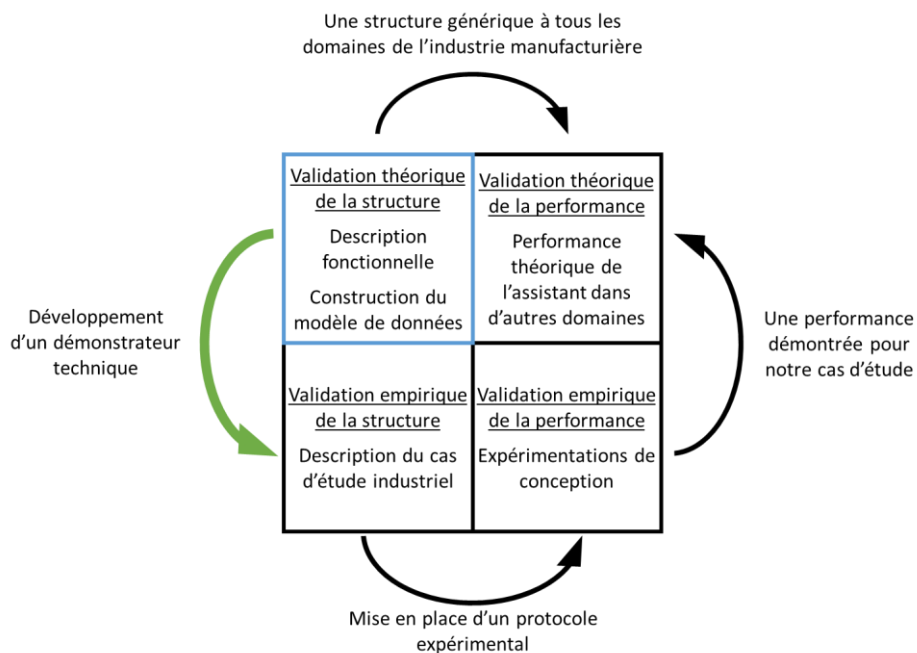 Une structure générique à tous les
domaines de l'industrie manufacturière
Validation théorique
de la structure
Description
fonctionnelle
Construction du
modèle de données
Validation théorique
de la performance
Performance
théorique de
l'assistant dans
d'autres domaines
Développement
d'un démonstrateur
technique
Une performance
démontrée pour
notre cas d'étude
Validation empirique
de la structure
Description du cas
d'étude industriel
Validation empirique
de la performance
Expérimentations de
conception
Mise en place d'un protocole
expérimental